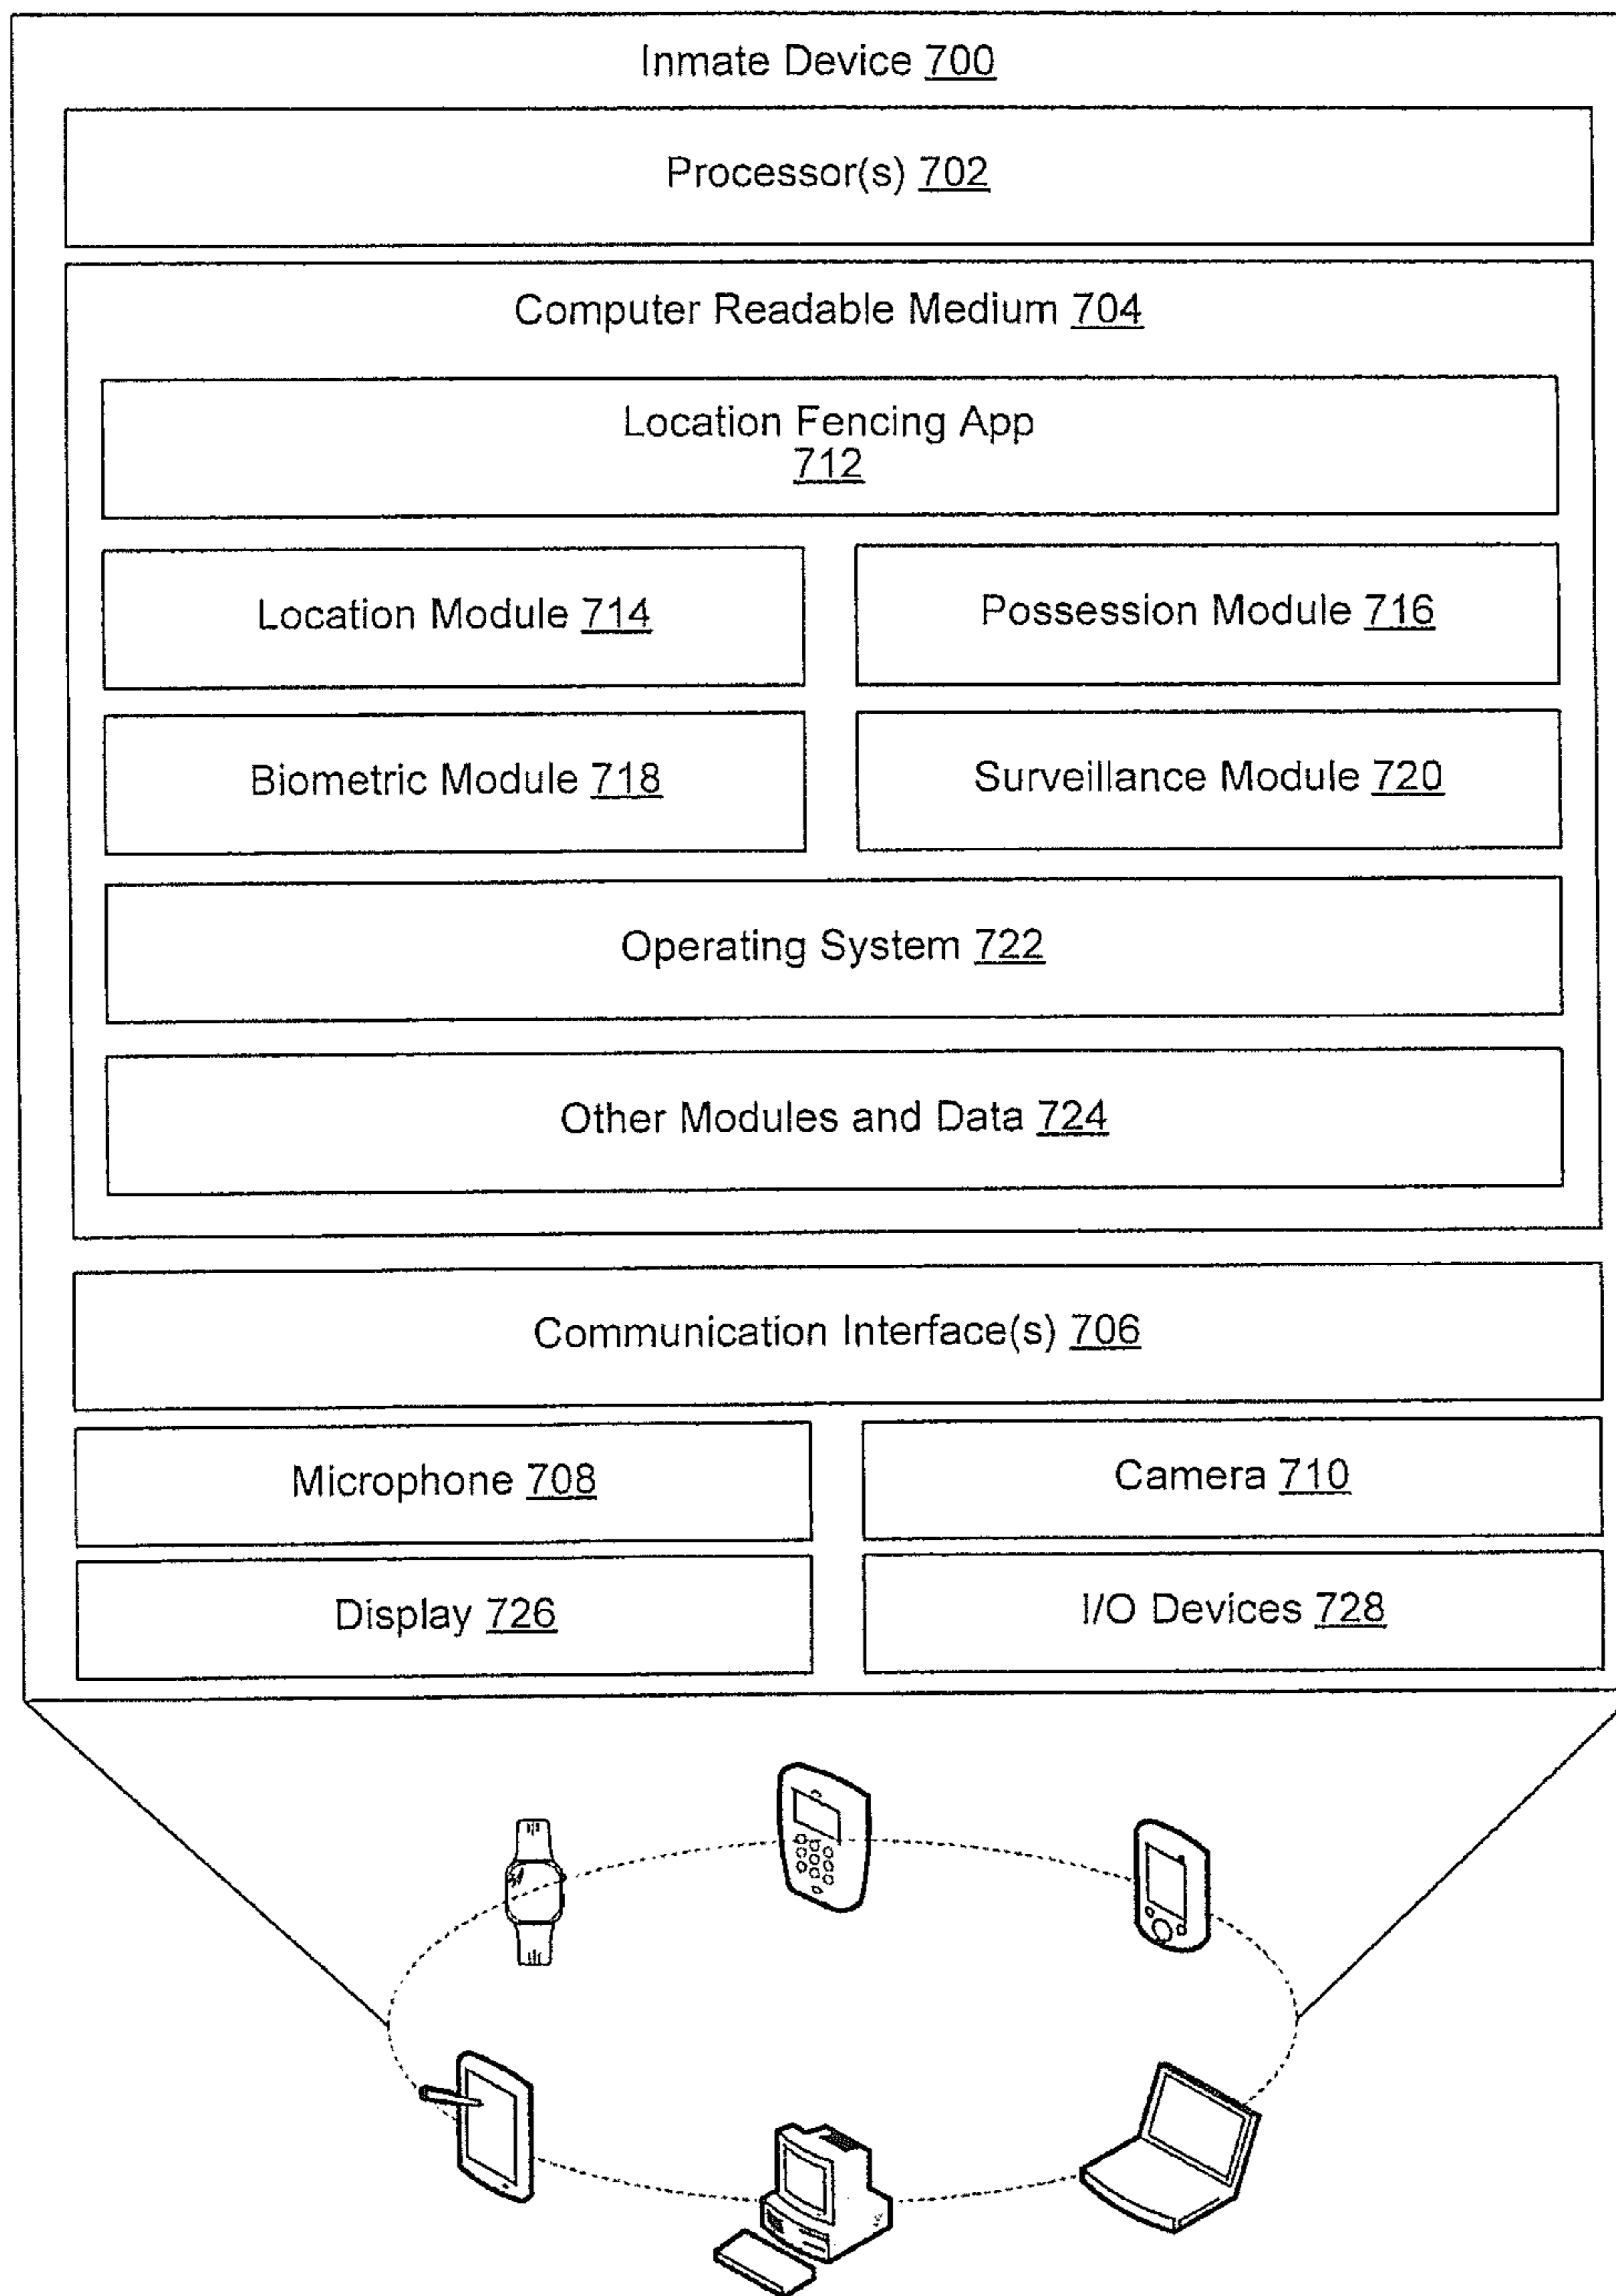 Inmate Device 700
Processor(s) 702
Computer Readable Medium 704
Location Fencing App
712
Location Module 714
Possession Module 716
Biometric Module 718
Surveillance Module 720
Operating System 722
Other Modules and Data 724
Communication Interface(s) 706
Microphone 708
Camera 710
Display 726
I/O Devices 728